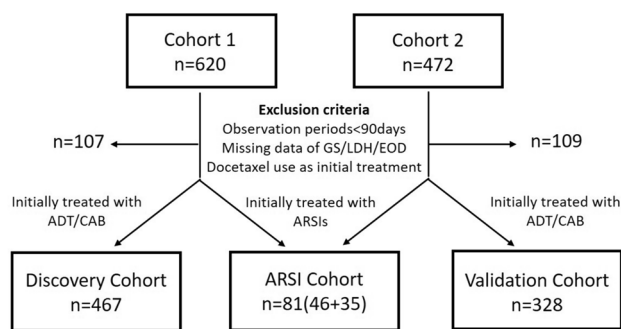 Cohort 1
n=620
Cohort 2
n=472
Exclusion criteria
Observation periods<90days
Missing data of GS/LDH/EOD
Docetaxel use as initial treatment
n=107
n=109
Initially treated with
ADT/CAB
Initially treated with
ARSIs
Initially treated with
ADT/CAB
Discovery Cohort
n=467
ARSI Cohort
n=81(46+35)
Validation Cohort
n=328